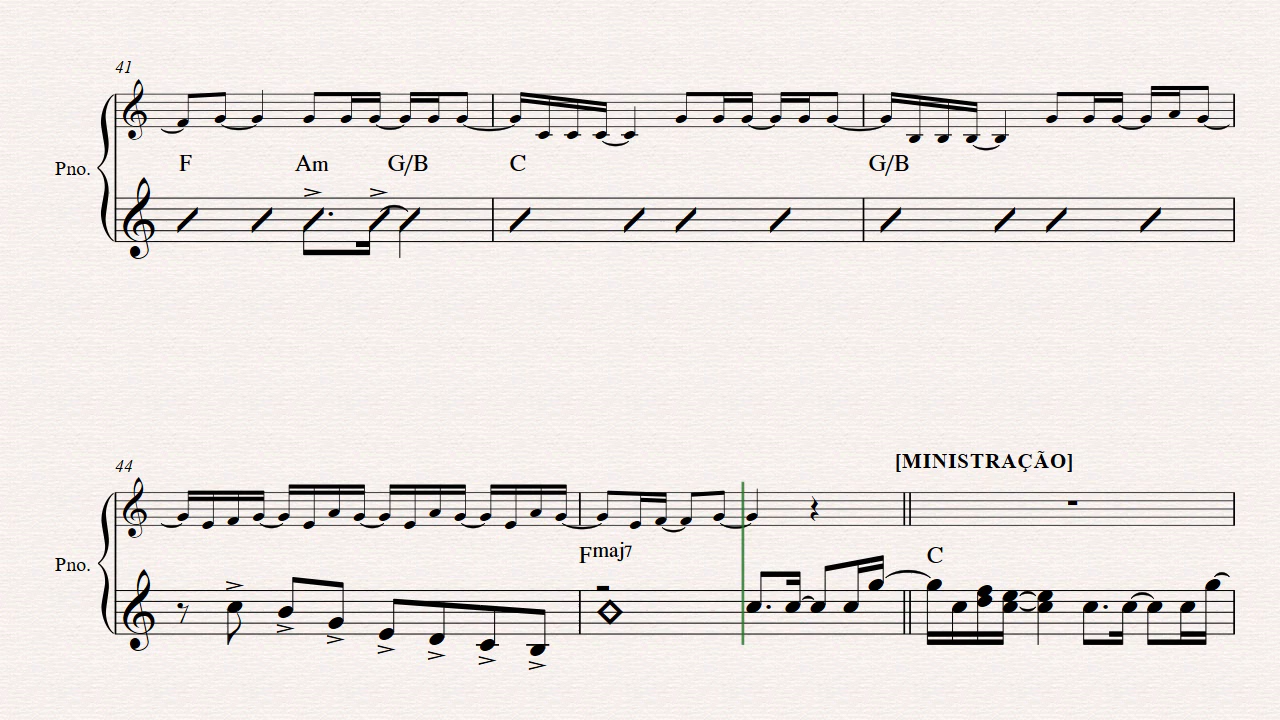 41
Pno.
F Am G/B C G/B
44
[MINISTRAÇÃO]
Pno.
Fmaj7 C